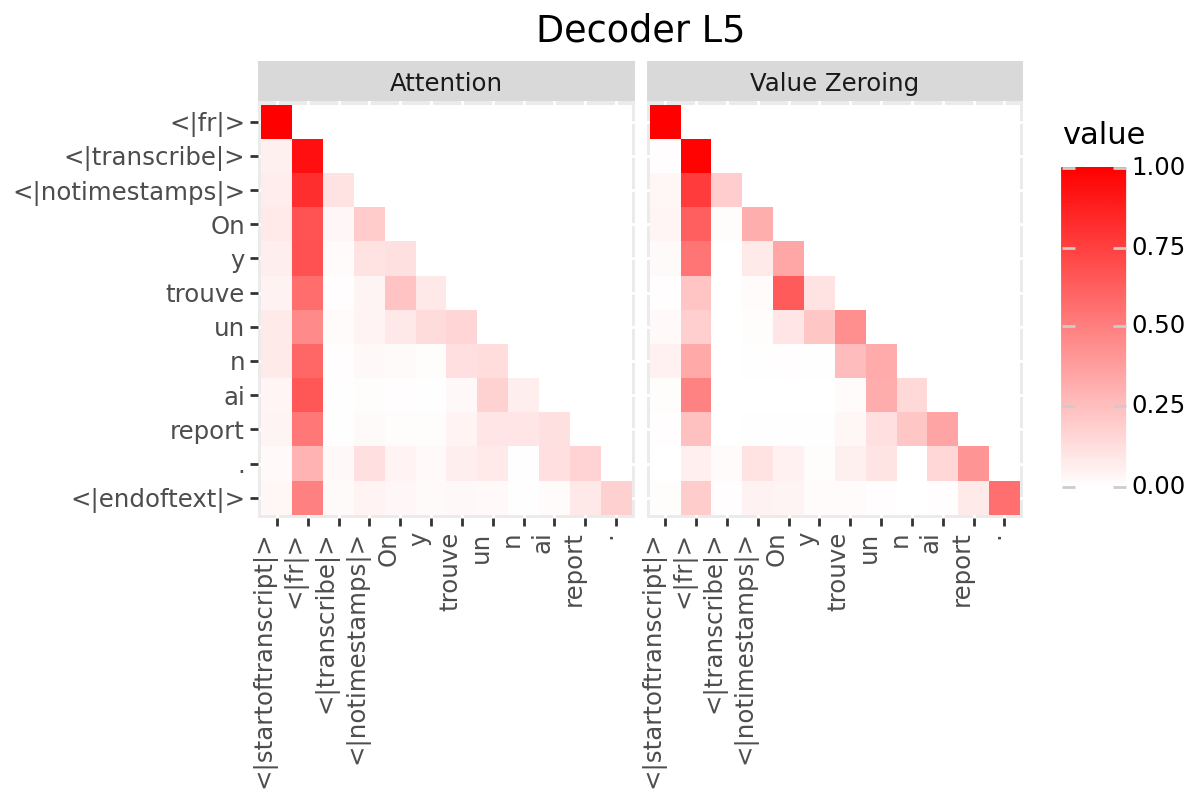 Decoder L5
Attention
Value Zeroing
<|fr|>
<|transcribe|>
<|notimestamps|>
On
y
trouve
un
n
ai
report
.
<|endoftext|>
<|startoftranscript|>
<|fr|>
<|transcribe|>
<|notimestamps|>
On
y
trouve
un
n
ai
report
.
<|startoftranscript|>
<|fr|>
<|transcribe|>
<|notimestamps|>
On
y
trouve
un
n
ai
report
.
value
1.00
0.75
0.50
0.25
0.00